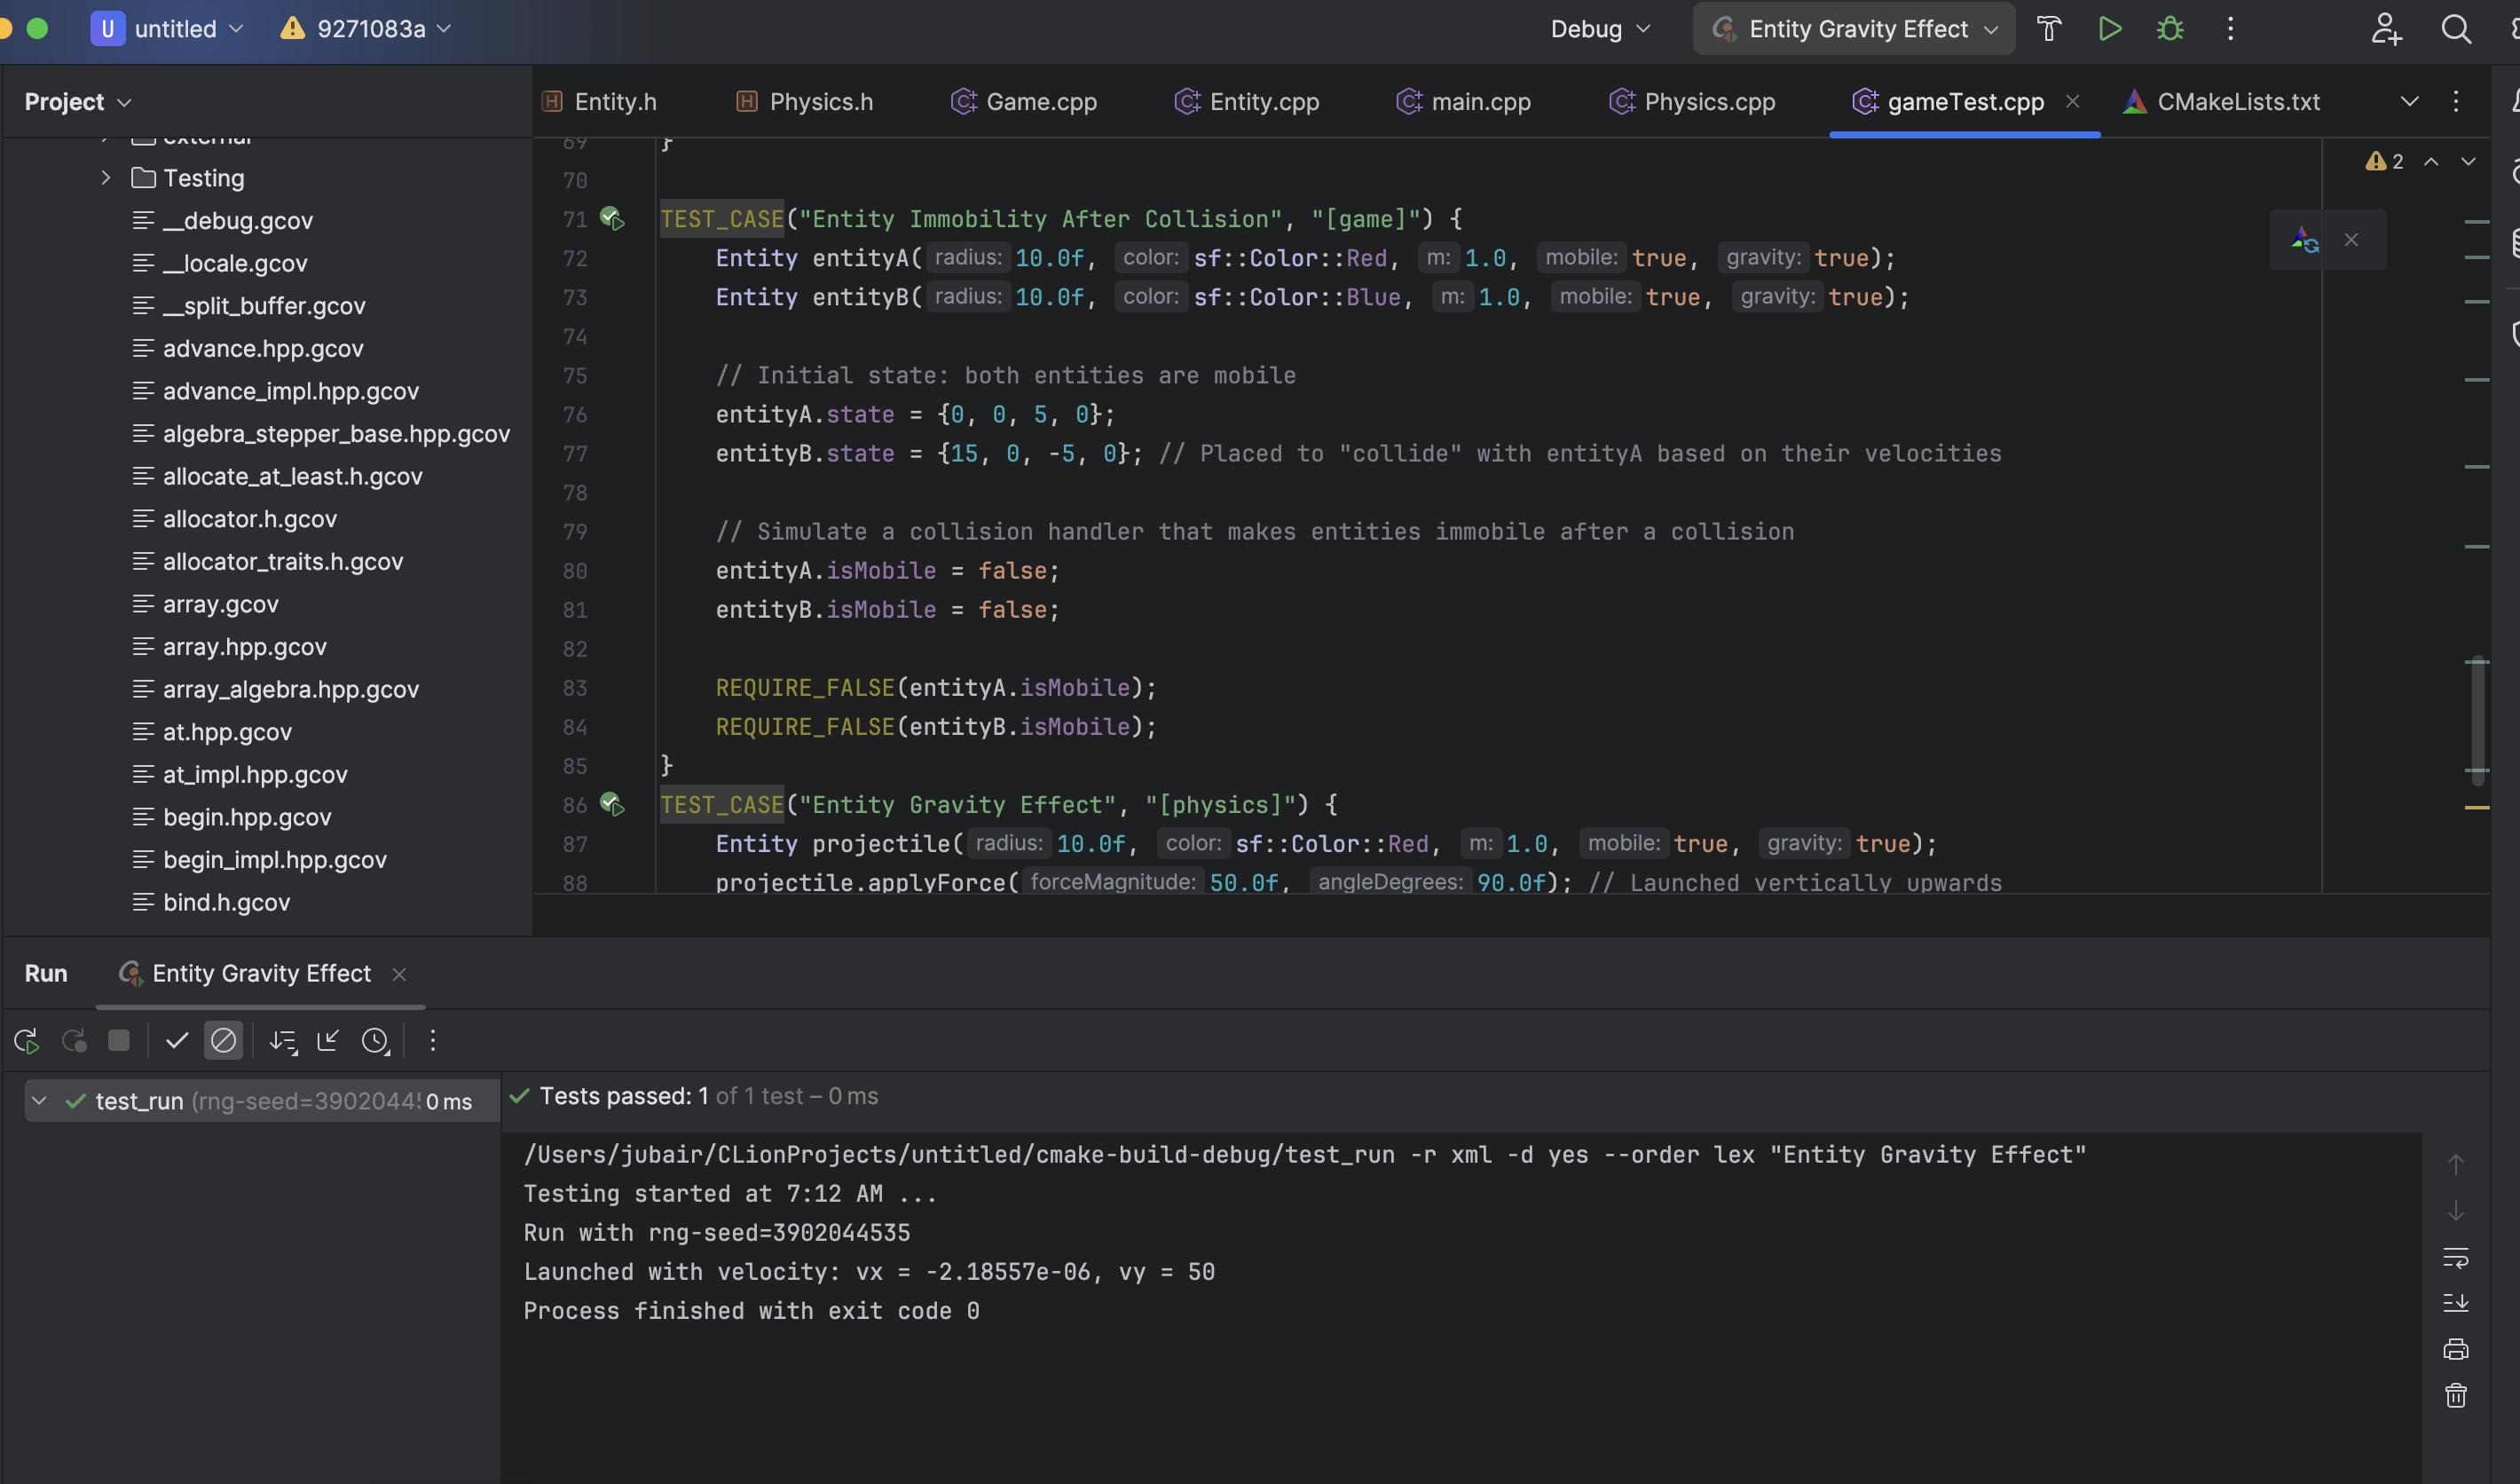 U untitled 9271083a Debug Entity Gravity Effect
Project
Entity.h Physics.h Game.cpp Entity.cpp main.cpp Physics.cpp gameTest.cpp CMakeLists.txt
external
Testing
__debug.gcov
__locale.gcov
__split_buffer.gcov
advance.hpp.gcov
advance_impl.hpp.gcov
algebra_stepper_base.hpp.gcov
allocate_at_least.h.gcov
allocator.h.gcov
allocator_traits.h.gcov
array.gcov
array.hpp.gcov
array_algebra.hpp.gcov
at.hpp.gcov
at_impl.hpp.gcov
begin.hpp.gcov
begin_impl.hpp.gcov
bind.h.gcov
2
69 }
70
71 TEST_CASE("Entity Immobility After Collision", "[game]") {
72 Entity entityA( radius: 10.0f, color: sf::Color::Red, m: 1.0, mobile: true, gravity: true);
73 Entity entityB( radius: 10.0f, color: sf::Color::Blue, m: 1.0, mobile: true, gravity: true);
74
75 // Initial state: both entities are mobile
76 entityA.state = {0, 0, 5, 0};
77 entityB.state = {15, 0, -5, 0}; // Placed to "collide" with entityA based on their velocities
78
79 // Simulate a collision handler that makes entities immobile after a collision
80 entityA.isMobile = false;
81 entityB.isMobile = false;
82
83 REQUIRE_FALSE(entityA.isMobile);
84 REQUIRE_FALSE(entityB.isMobile);
85 }
86 TEST_CASE("Entity Gravity Effect", "[physics]") {
87 Entity projectile( radius: 10.0f, color: sf::Color::Red, m: 1.0, mobile: true, gravity: true);
88 projectile.applyForce( forceMagnitude: 50.0f, angleDegrees: 90.0f); // Launched vertically upwards
Run Entity Gravity Effect
test_run (rng-seed=3902044 0 ms
Tests passed: 1 of 1 test – 0 ms
/Users/jubair/CLionProjects/untitled/cmake-build-debug/test_run -r xml -d yes --order lex "Entity Gravity Effect"
Testing started at 7:12 AM ...
Run with rng-seed=3902044535
Launched with velocity: vx = -2.18557e-06, vy = 50
Process finished with exit code 0